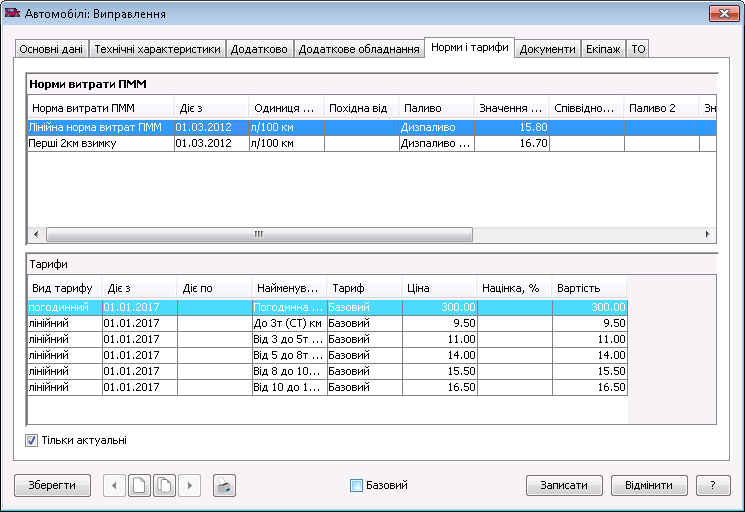 Автомобілі: Виправлення
Основні дані Технічні характеристики Додатково Додаткове обладнання Норми і тарифи Документи Екіпаж ТО
Норми витрати ПММ
Норма витрати ПММ Діє з Одиниця ... Похідна від Паливо Значення ... Співвідно... Паливо 2 Зн
Лінійна норма витрат ПММ 01.03.2012 л/100 км Дизпаливо 15.80
Перші 2км взимку 01.03.2012 л/100 км Дизпаливо ... 16.70
Тарифи
Вид тарифу Діє з Діє по Найменув... Тариф Ціна Націнка, % Вартість
погодинний 01.01.2017 Погодинна ... Базовий 300.00 300.00
лінійний 01.01.2017 До 3т (СТ) км Базовий 9.50 9.50
лінійний 01.01.2017 Від 3 до 5т ... Базовий 11.00 11.00
лінійний 01.01.2017 Від 5 до 8т ... Базовий 14.00 14.00
лінійний 01.01.2017 Від 8 до 10... Базовий 15.50 15.50
лінійний 01.01.2017 Від 10 до 1... Базовий 16.50 16.50
Тільки актуальні
Зберегти Базовий Записати Відмінити ?